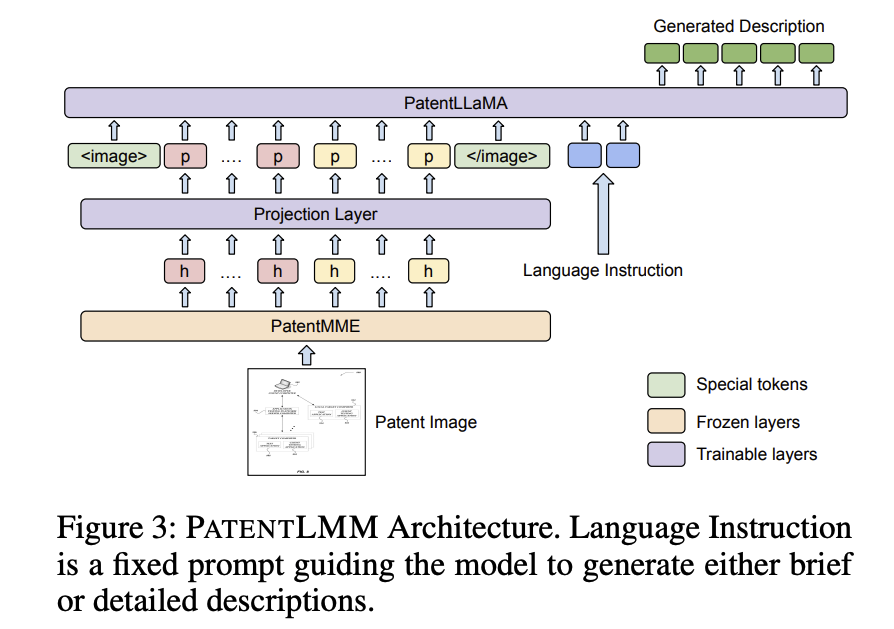 Generated Description
PatentLLaMA
<image> p .... p p .... p </image>
Projection Layer
h .... h h .... h
Language Instruction
PatentMME
Patent Image
Special tokens
Frozen layers
Trainable layers
Figure 3: PATENTLMM Architecture. Language Instruction
is a fixed prompt guiding the model to generate either brief
or detailed descriptions.